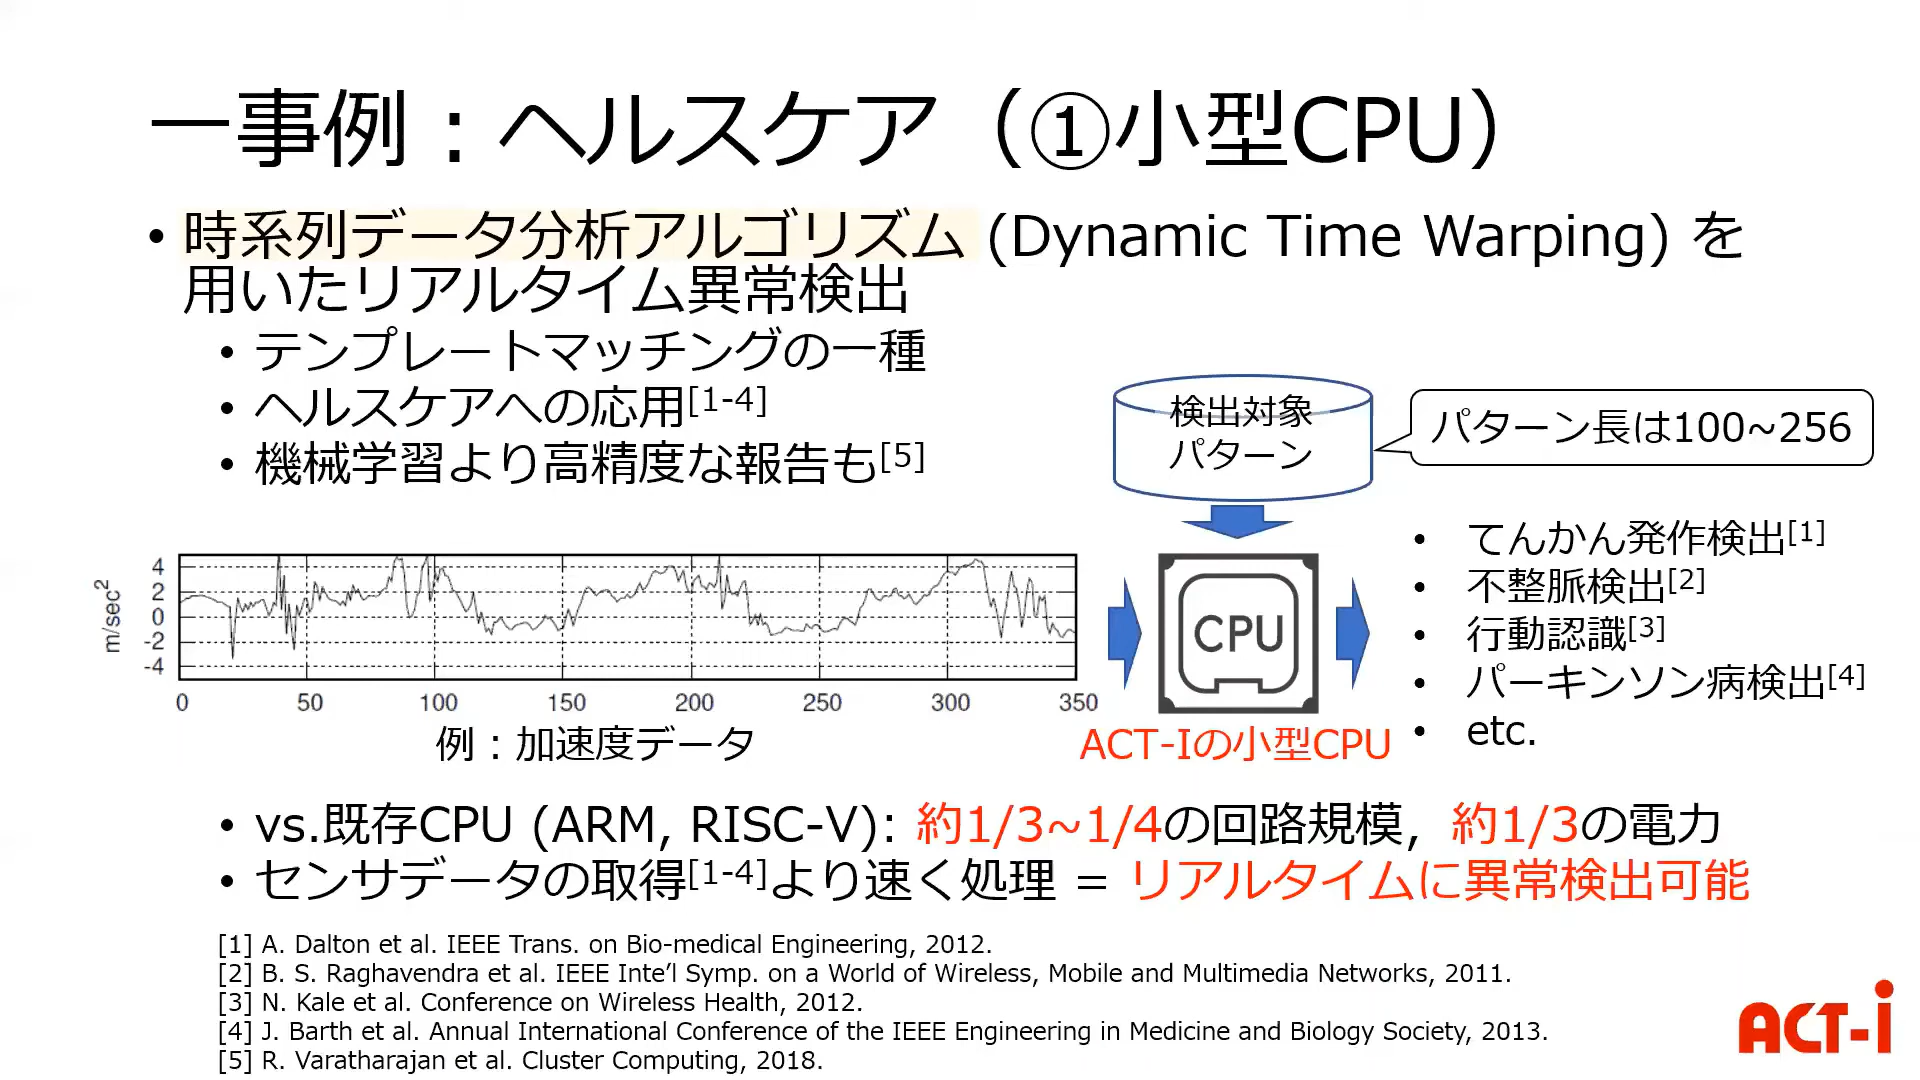 一事例：ヘルスケア（①小型CPU）
• 時系列データ分析アルゴリズム (Dynamic Time Warping) を
用いたリアルタイム異常検出
• テンプレートマッチングの一種
• ヘルスケアへの応用[1-4]
• 機械学習より高精度な報告も[5]
検出対象
パターン
パターン長は100~256
m/sec2
4
2
0
-2
-4
0 50 100 150 200 250 300 350
例：加速度データ
CPU
ACT-Iの小型CPU
• てんかん発作検出[1]
• 不整脈検出[2]
• 行動認識[3]
• パーキンソン病検出[4]
• etc.
• vs.既存CPU (ARM, RISC-V): 約1/3~1/4の回路規模，約1/3の電力
• センサデータの取得[1-4]より速く処理 = リアルタイムに異常検出可能
[1] A. Dalton et al. IEEE Trans. on Bio-medical Engineering, 2012.
[2] B. S. Raghavendra et al. IEEE Inte’l Symp. on a World of Wireless, Mobile and Multimedia Networks, 2011.
[3] N. Kale et al. Conference on Wireless Health, 2012.
[4] J. Barth et al. Annual International Conference of the IEEE Engineering in Medicine and Biology Society, 2013.
[5] R. Varatharajan et al. Cluster Computing, 2018.
ACT-i